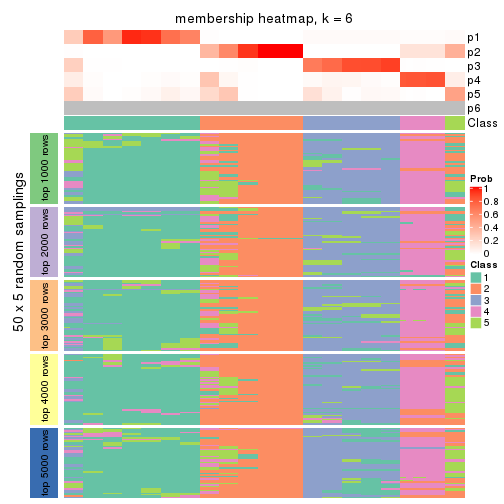 membership heatmap, k = 6
p1
p2
p3
p4
p5
p6
Class
50 x 5 random samplings
top 1000 rows
top 2000 rows
top 3000 rows
top 4000 rows
top 5000 rows
Prob
1
0.8
0.6
0.4
0.2
0
Class
1
2
3
4
5